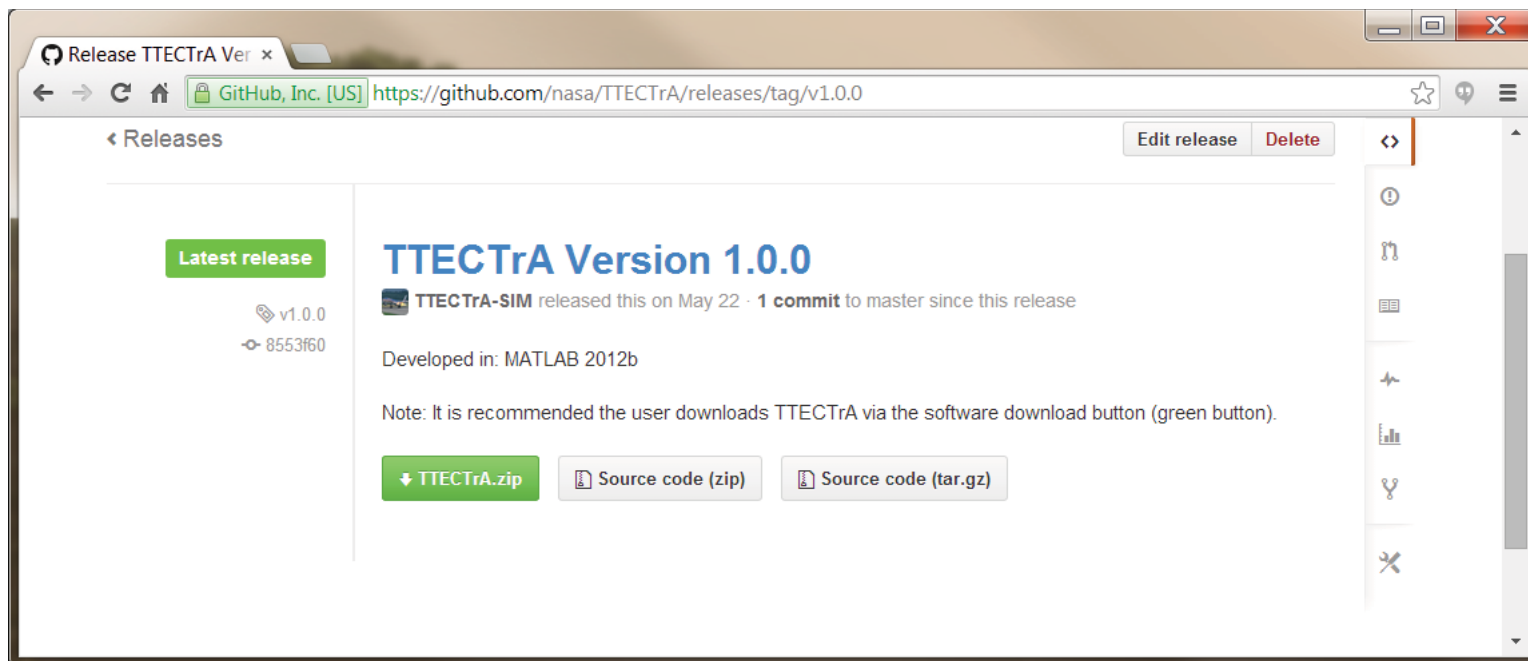 Release TTECTrA Ver
GitHub, Inc. [US] https://github.com/nasa/TTECTrA/releases/tag/v1.0.0
Releases
Edit release Delete
Latest release
v1.0.0
8553f60
TTECTrA Version 1.0.0
TTECTrA-SIM released this on May 22 · 1 commit to master since this release
Developed in: MATLAB 2012b
Note: It is recommended the user downloads TTECTrA via the software download button (green button).
TTECTrA.zip Source code (zip) Source code (tar.gz)